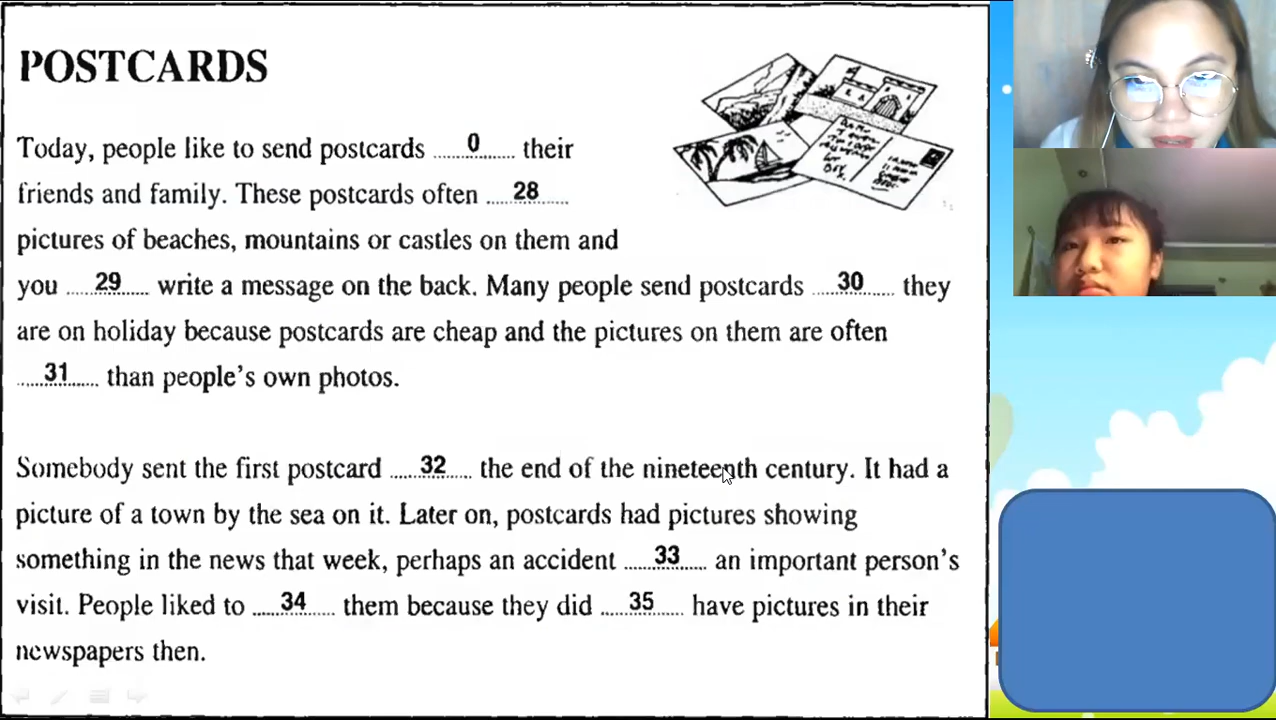 POSTCARDS
Today, people like to send postcards ....0.... their
friends and family. These postcards often ....28....
pictures of beaches, mountains or castles on them and
you ....29.... write a message on the back. Many people send postcards ....30.... they
are on holiday because postcards are cheap and the pictures on them are often
....31.... than people's own photos.
Somebody sent the first postcard ....32.... the end of the nineteenth century. It had a
picture of a town by the sea on it. Later on, postcards had pictures showing
something in the news that week, perhaps an accident ....33.... an important person's
visit. People liked to ....34.... them because they did ....35.... have pictures in their
newspapers then.